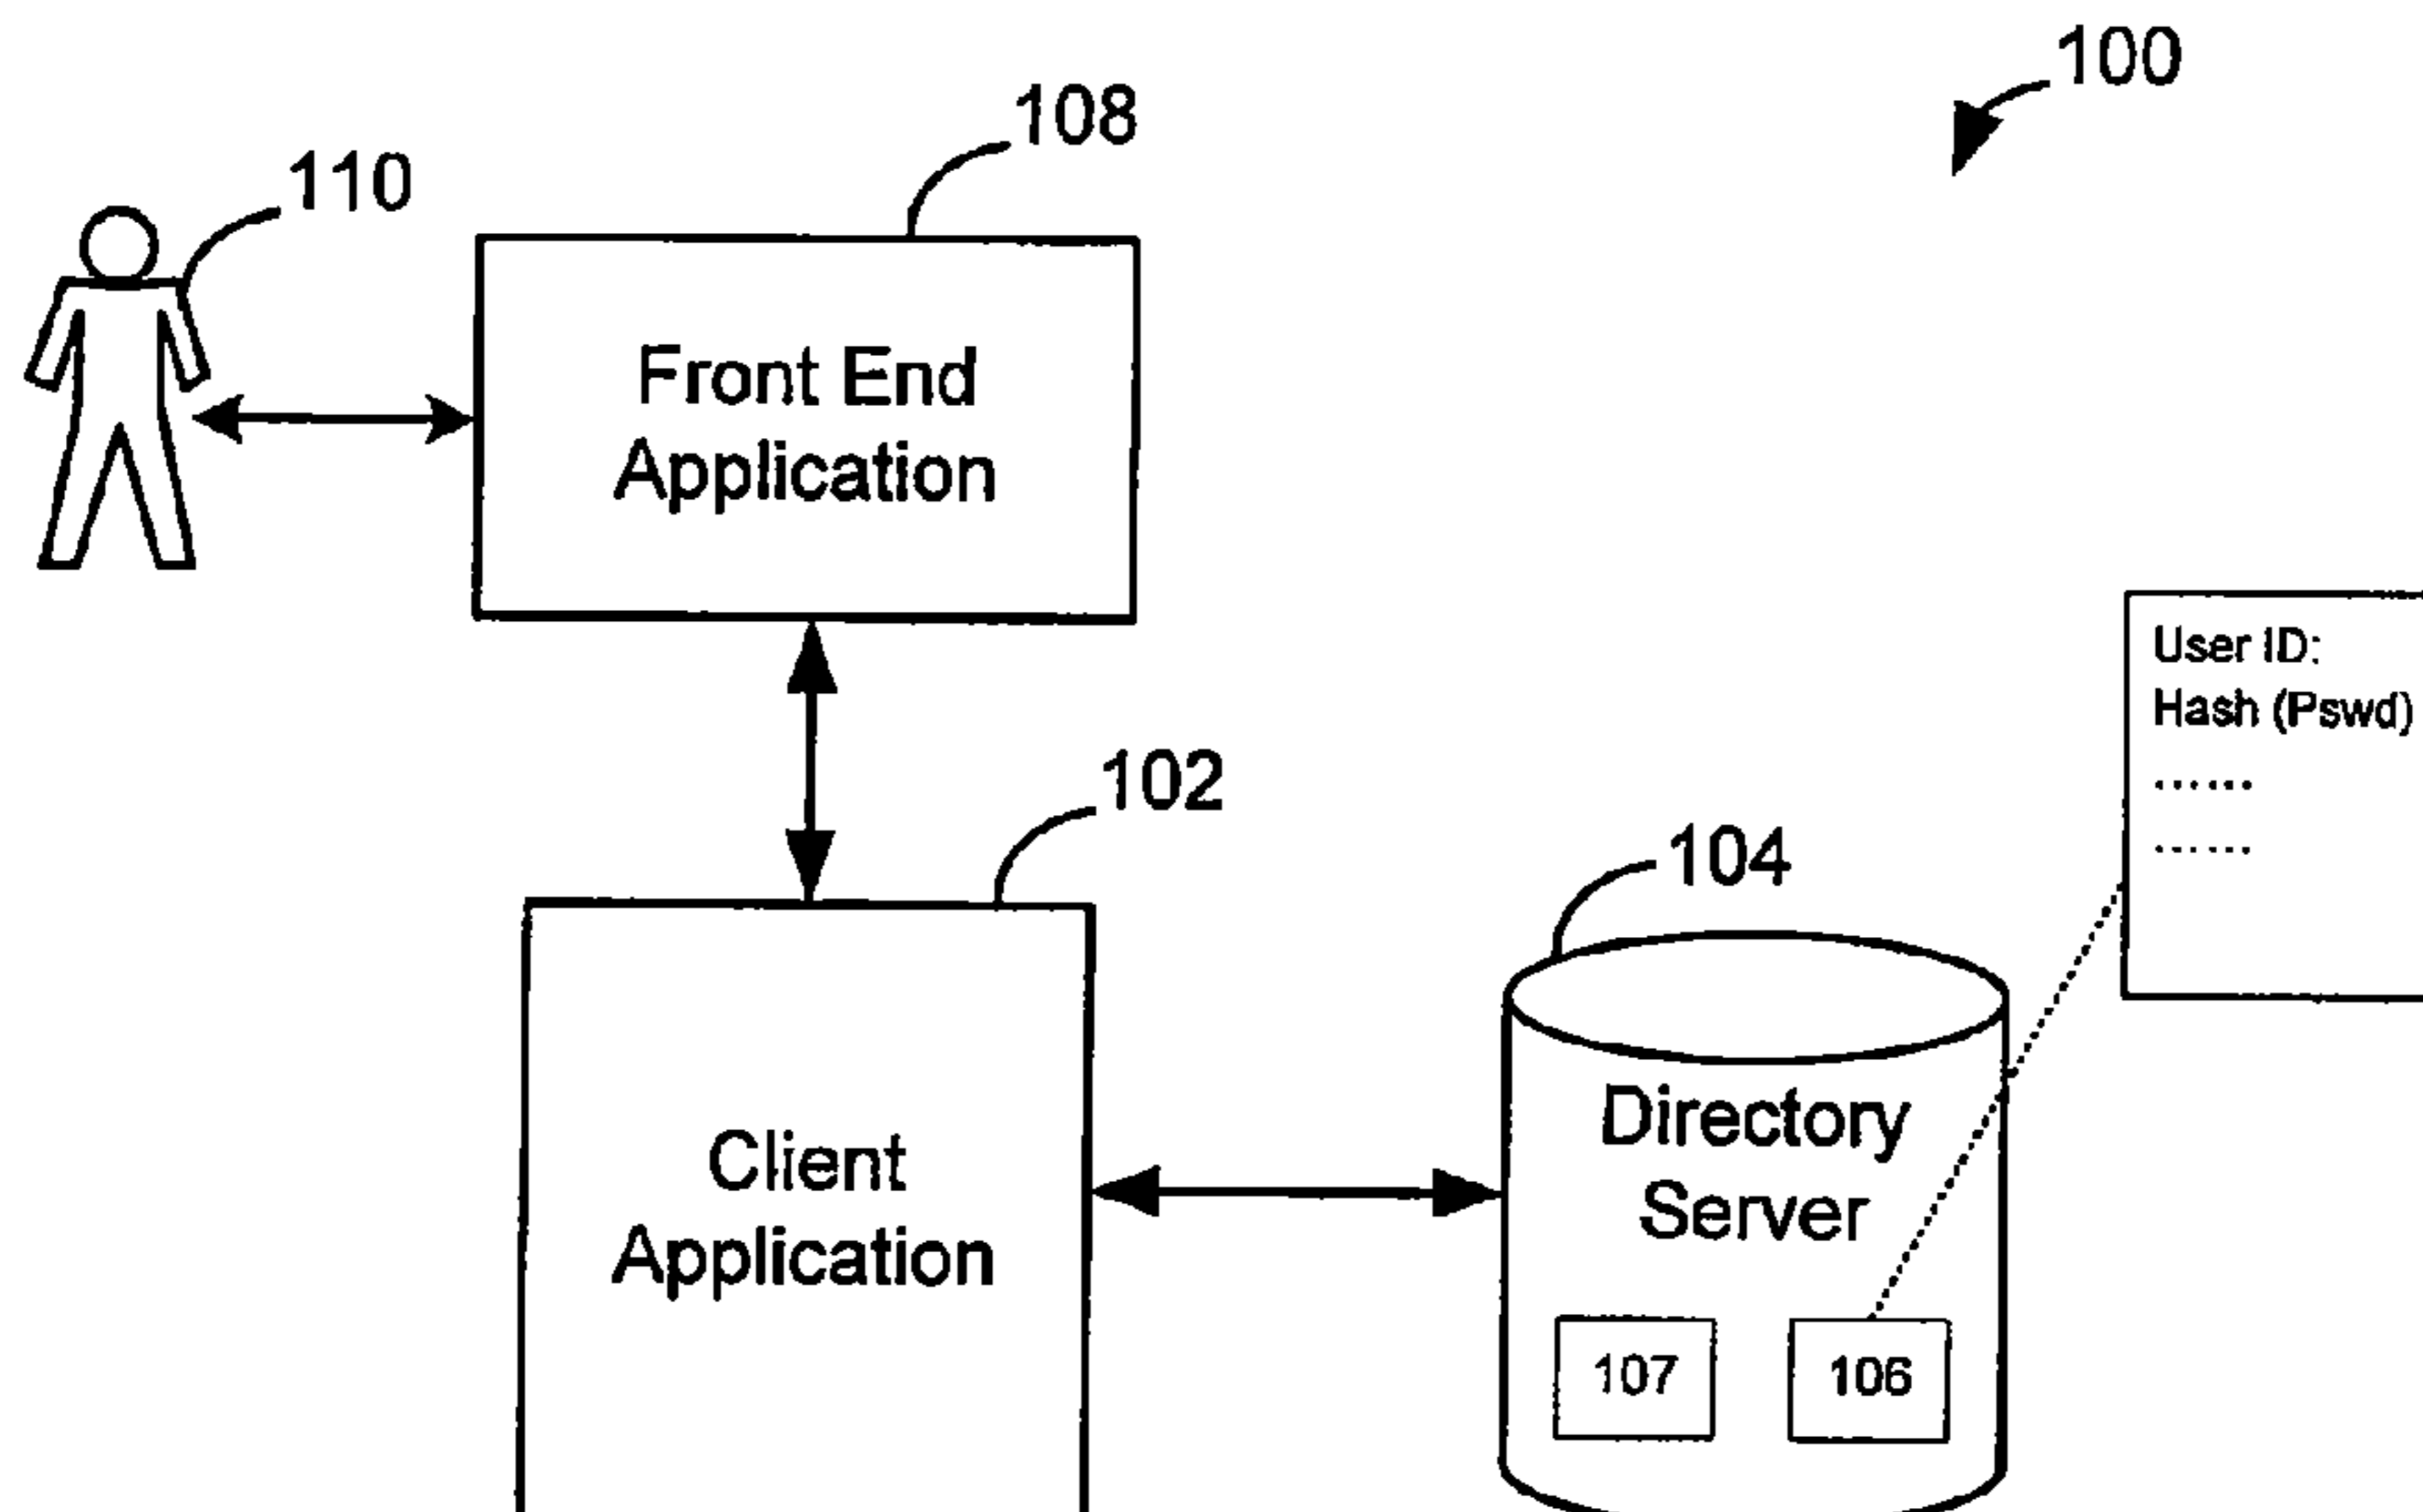 100
108
110
Front End
Application
User ID:
Hash (Pswd)
......
......
102
104
Client
Application
Directory
Server
107
106